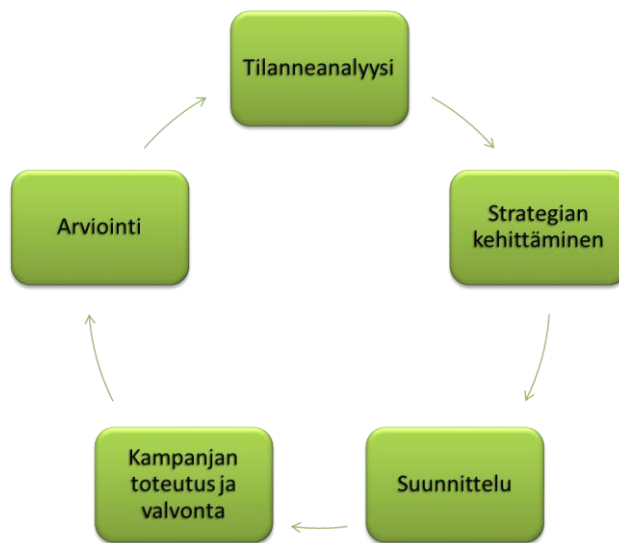 Tilanneanalyysi
Strategian
kehittäminen
Suunnittelu
Kampanjan
toteutus ja
valvonta
Arviointi